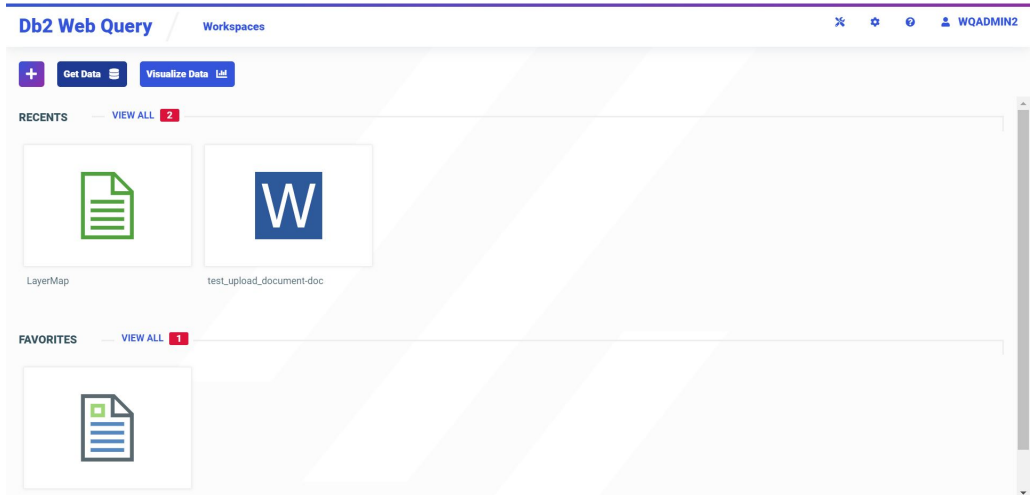 Db2 Web Query
Workspaces
WQADMIN2
Get Data
Visualize Data
RECENTS
VIEW ALL 2
W
LayerMap
test_upload_document-doc
FAVORITES
VIEW ALL 1